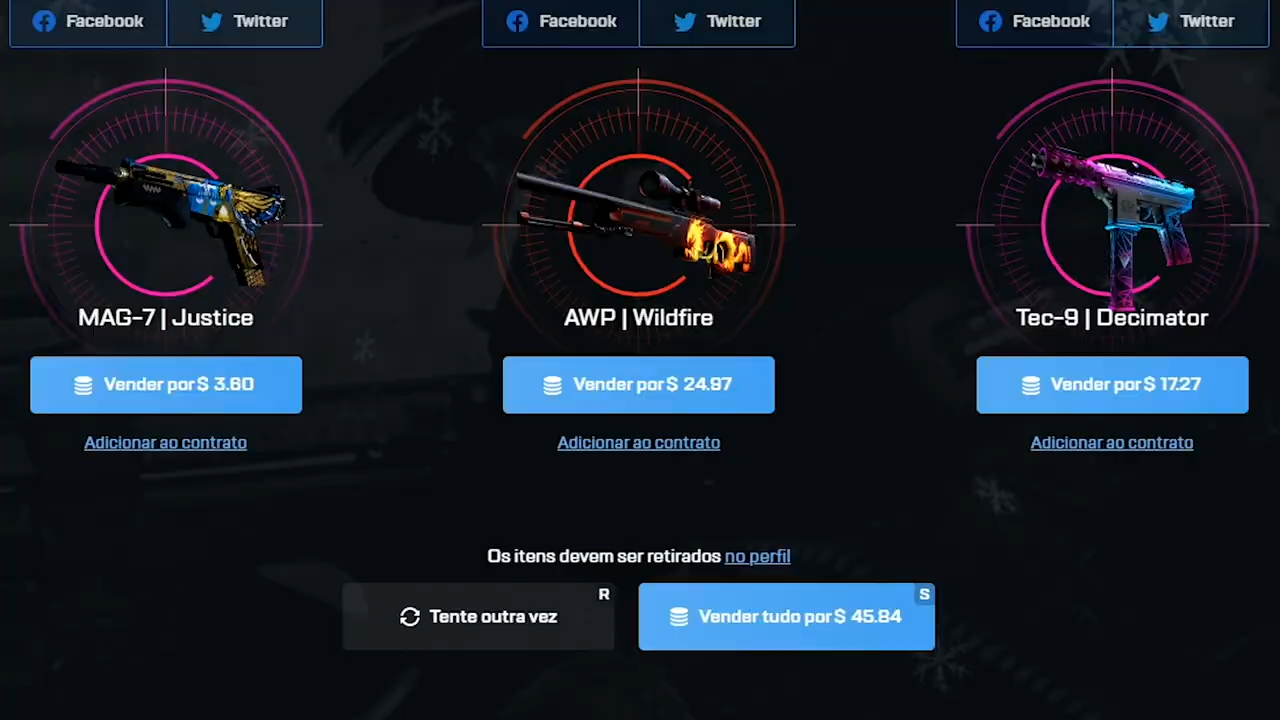 Facebook Twitter Facebook Twitter Facebook Twitter
MAG-7 | Justice AWP | Wildfire Tec-9 | Decimator
Vender por $ 3.60 Vender por $ 24.97 Vender por $ 17.27
Adicionar ao contrato Adicionar ao contrato Adicionar ao contrato
Os itens devem ser retirados no perfil
Tente outra vez R Vender tudo por $ 45.84 S